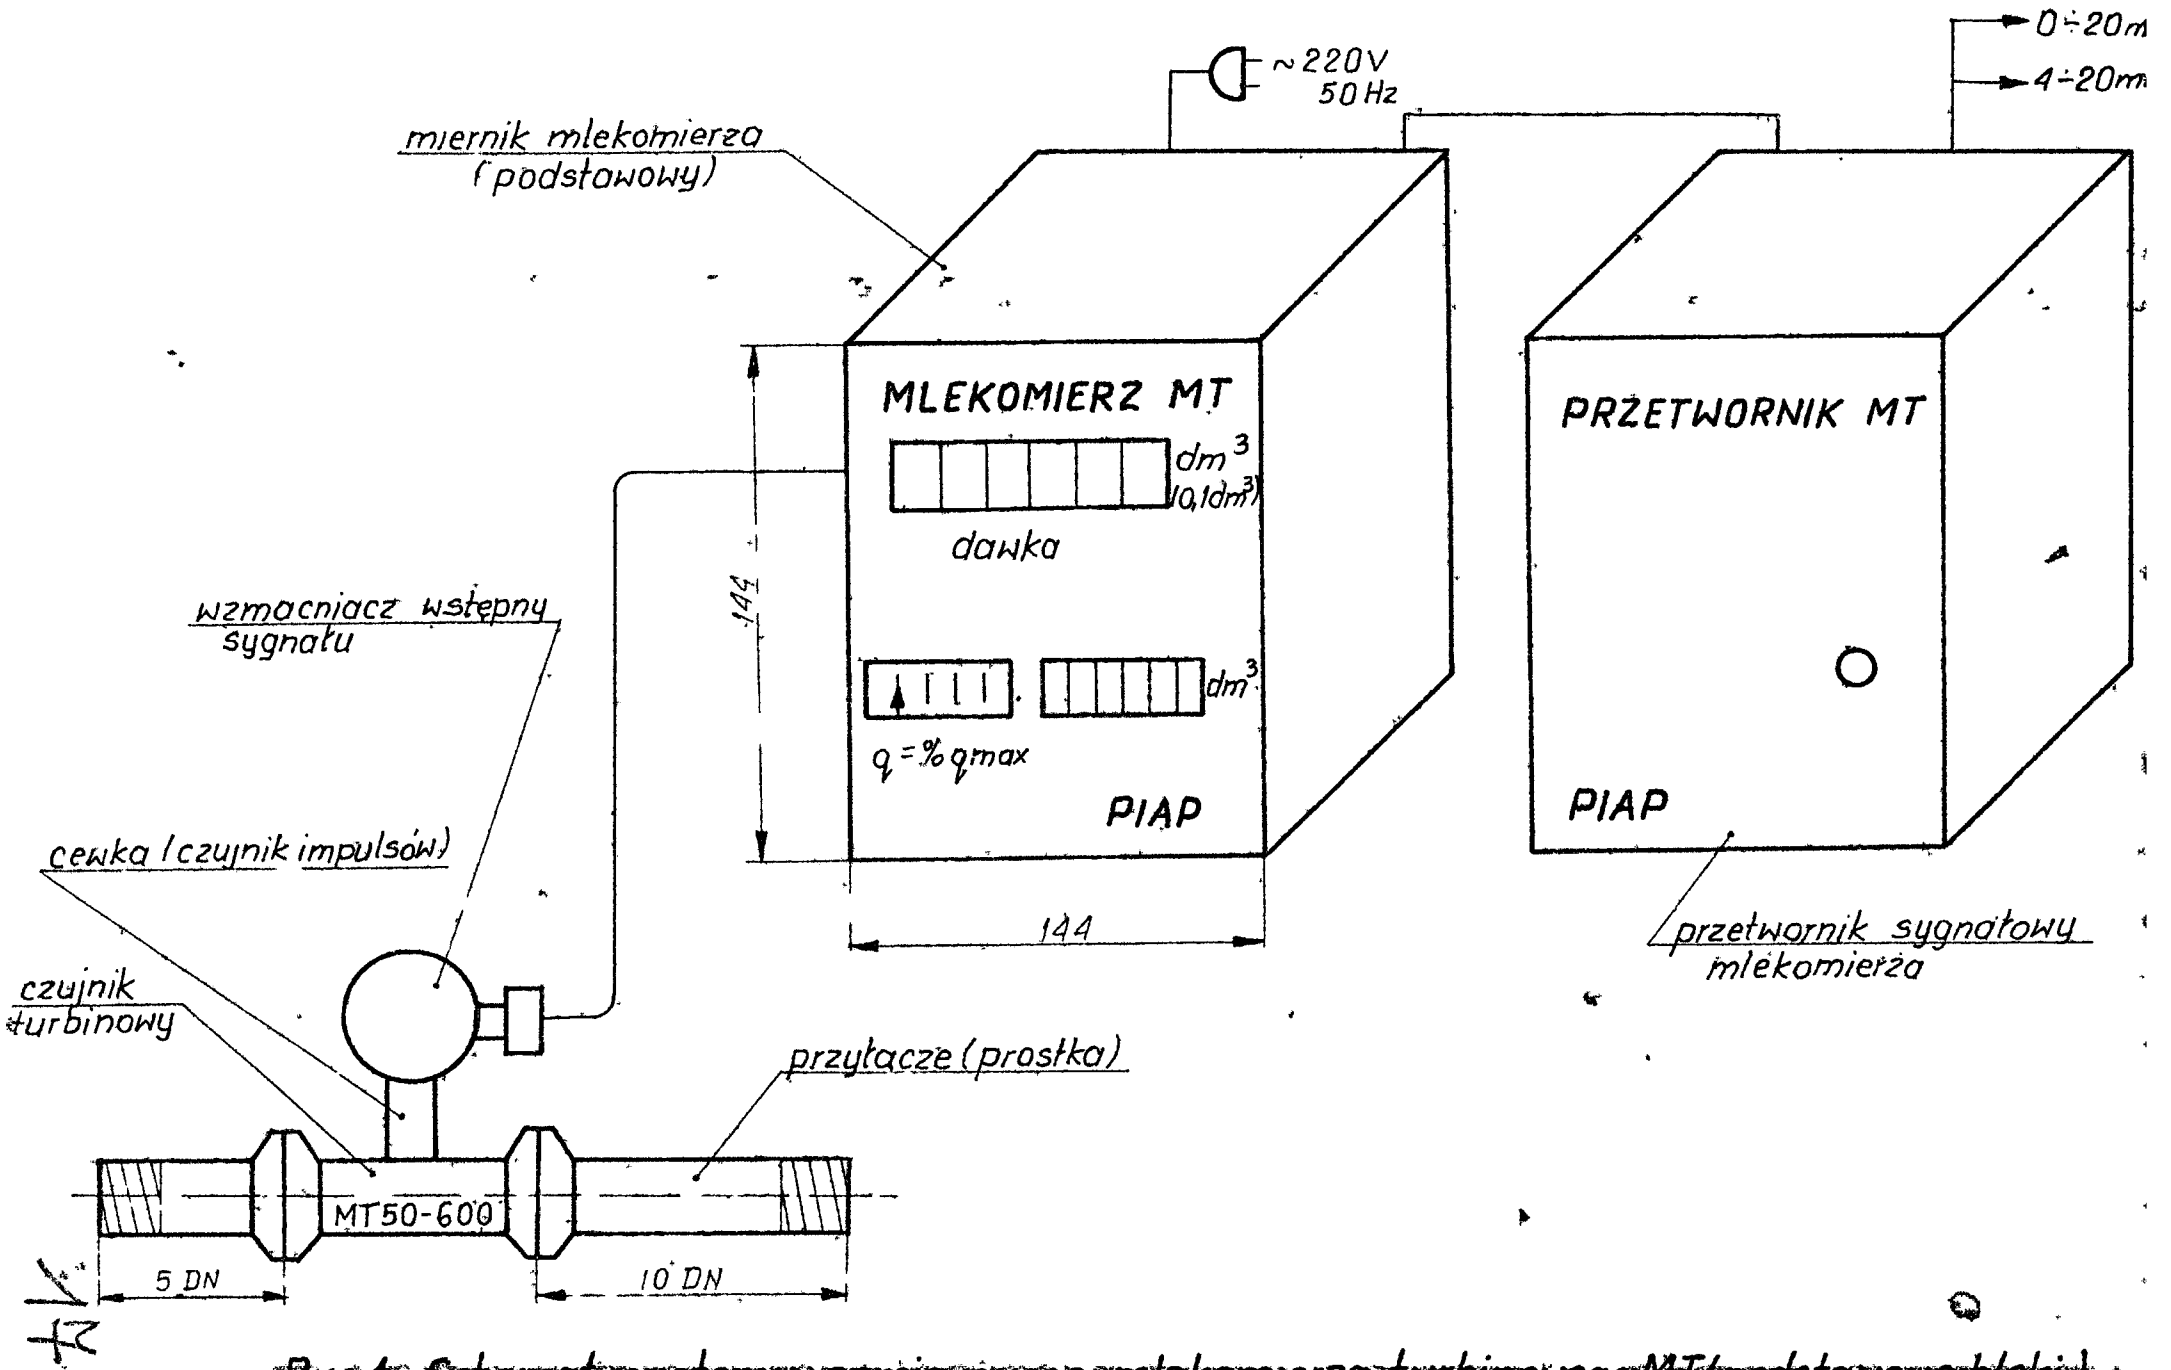 0÷20m
4÷20m
~220V
50Hz
miernik mlekomierza
(podstawowy)
MLEKOMIERZ MT
dm³
(0,1dm³)
dawka
PRZETWORNIK MT
144
wzmacniacz wstępny
sygnału
dm³
q=% qmax
PIAP
PIAP
cewka (czujnik impulsów)
144
przetwornik sygnałowy
mlekomierza
czujnik
turbinowy
przyłącze (prostka)
MT50-600
5 DN
10 DN